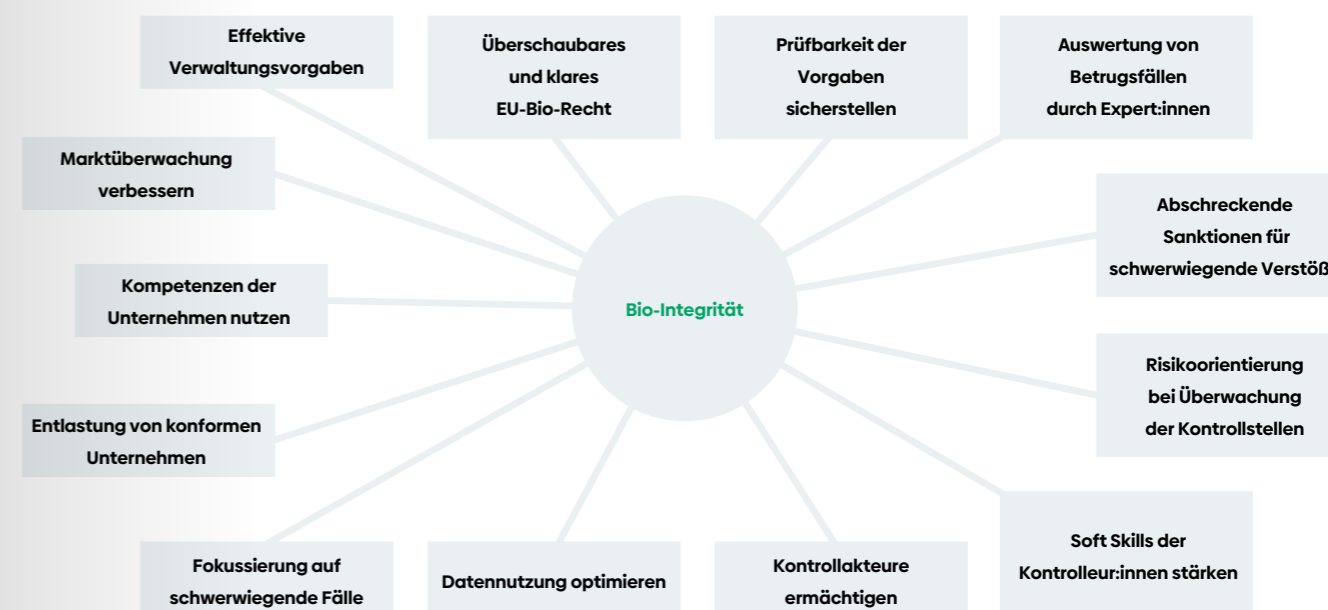 Effektive
Verwaltungsvorgaben
Überschaubares
und klares
EU-Bio-Recht
Prüfbarkeit der
Vorgaben
sicherstellen
Auswertung von
Betrugsfällen
durch Expert:innen
Marktüberwachung
verbessern
Abschreckende
Sanktionen für
schwerwiegende Verstöß
Kompetenzen der
Unternehmen nutzen
Bio-Integrität
Risikoorientierung
bei Überwachung
der Kontrollstellen
Entlastung von konformen
Unternehmen
Soft Skills der
Kontrolleur:innen stärken
Fokussierung auf
schwerwiegende Fälle
Datennutzung optimieren
Kontrollakteure
ermächtigen